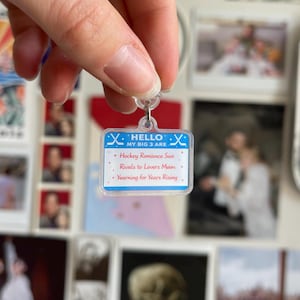 HELLO
MY BIG 3 ARE
• Hockey Romance Sun
Rivals to Lovers Moon
• Yearning for Years Rising